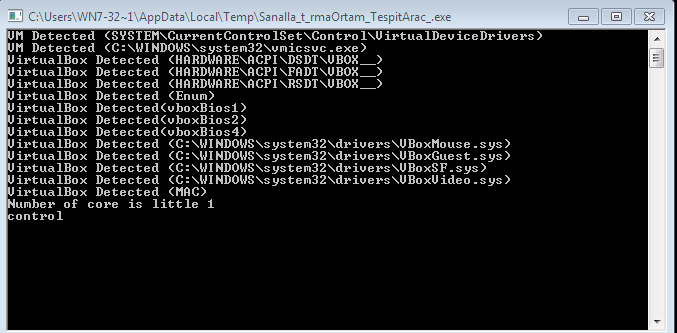 C:\Users\WN7-32~1\AppData\Local\Temp\Sanalla_t_rmaOrtam_TespitArac_.exe
VM Detected (SYSTEM\CurrentControlSet\Control\VirtualDeviceDrivers)
VM Detected (C:\WINDOWS\system32\vmicsvc.exe)
VirtualBox Detected (HARDWARE\ACPI\DSDT\VBOX__)
VirtualBox Detected (HARDWARE\ACPI\FADT\VBOX__)
VirtualBox Detected (HARDWARE\ACPI\RSDT\VBOX__)
VirtualBox Detected (Enum)
VirtualBox Detected(vboxBios1)
VirtualBox Detected(vboxBios2)
VirtualBox Detected(vboxBios4)
VirtualBox Detected (C:\WINDOWS\system32\drivers\VBoxMouse.sys)
VirtualBox Detected (C:\WINDOWS\system32\drivers\VBoxGuest.sys)
VirtualBox Detected (C:\WINDOWS\system32\drivers\VBoxSF.sys)
VirtualBox Detected (C:\WINDOWS\system32\drivers\VBoxVideo.sys)
VirtualBox Detected (MAC)
Number of core is little 1
control